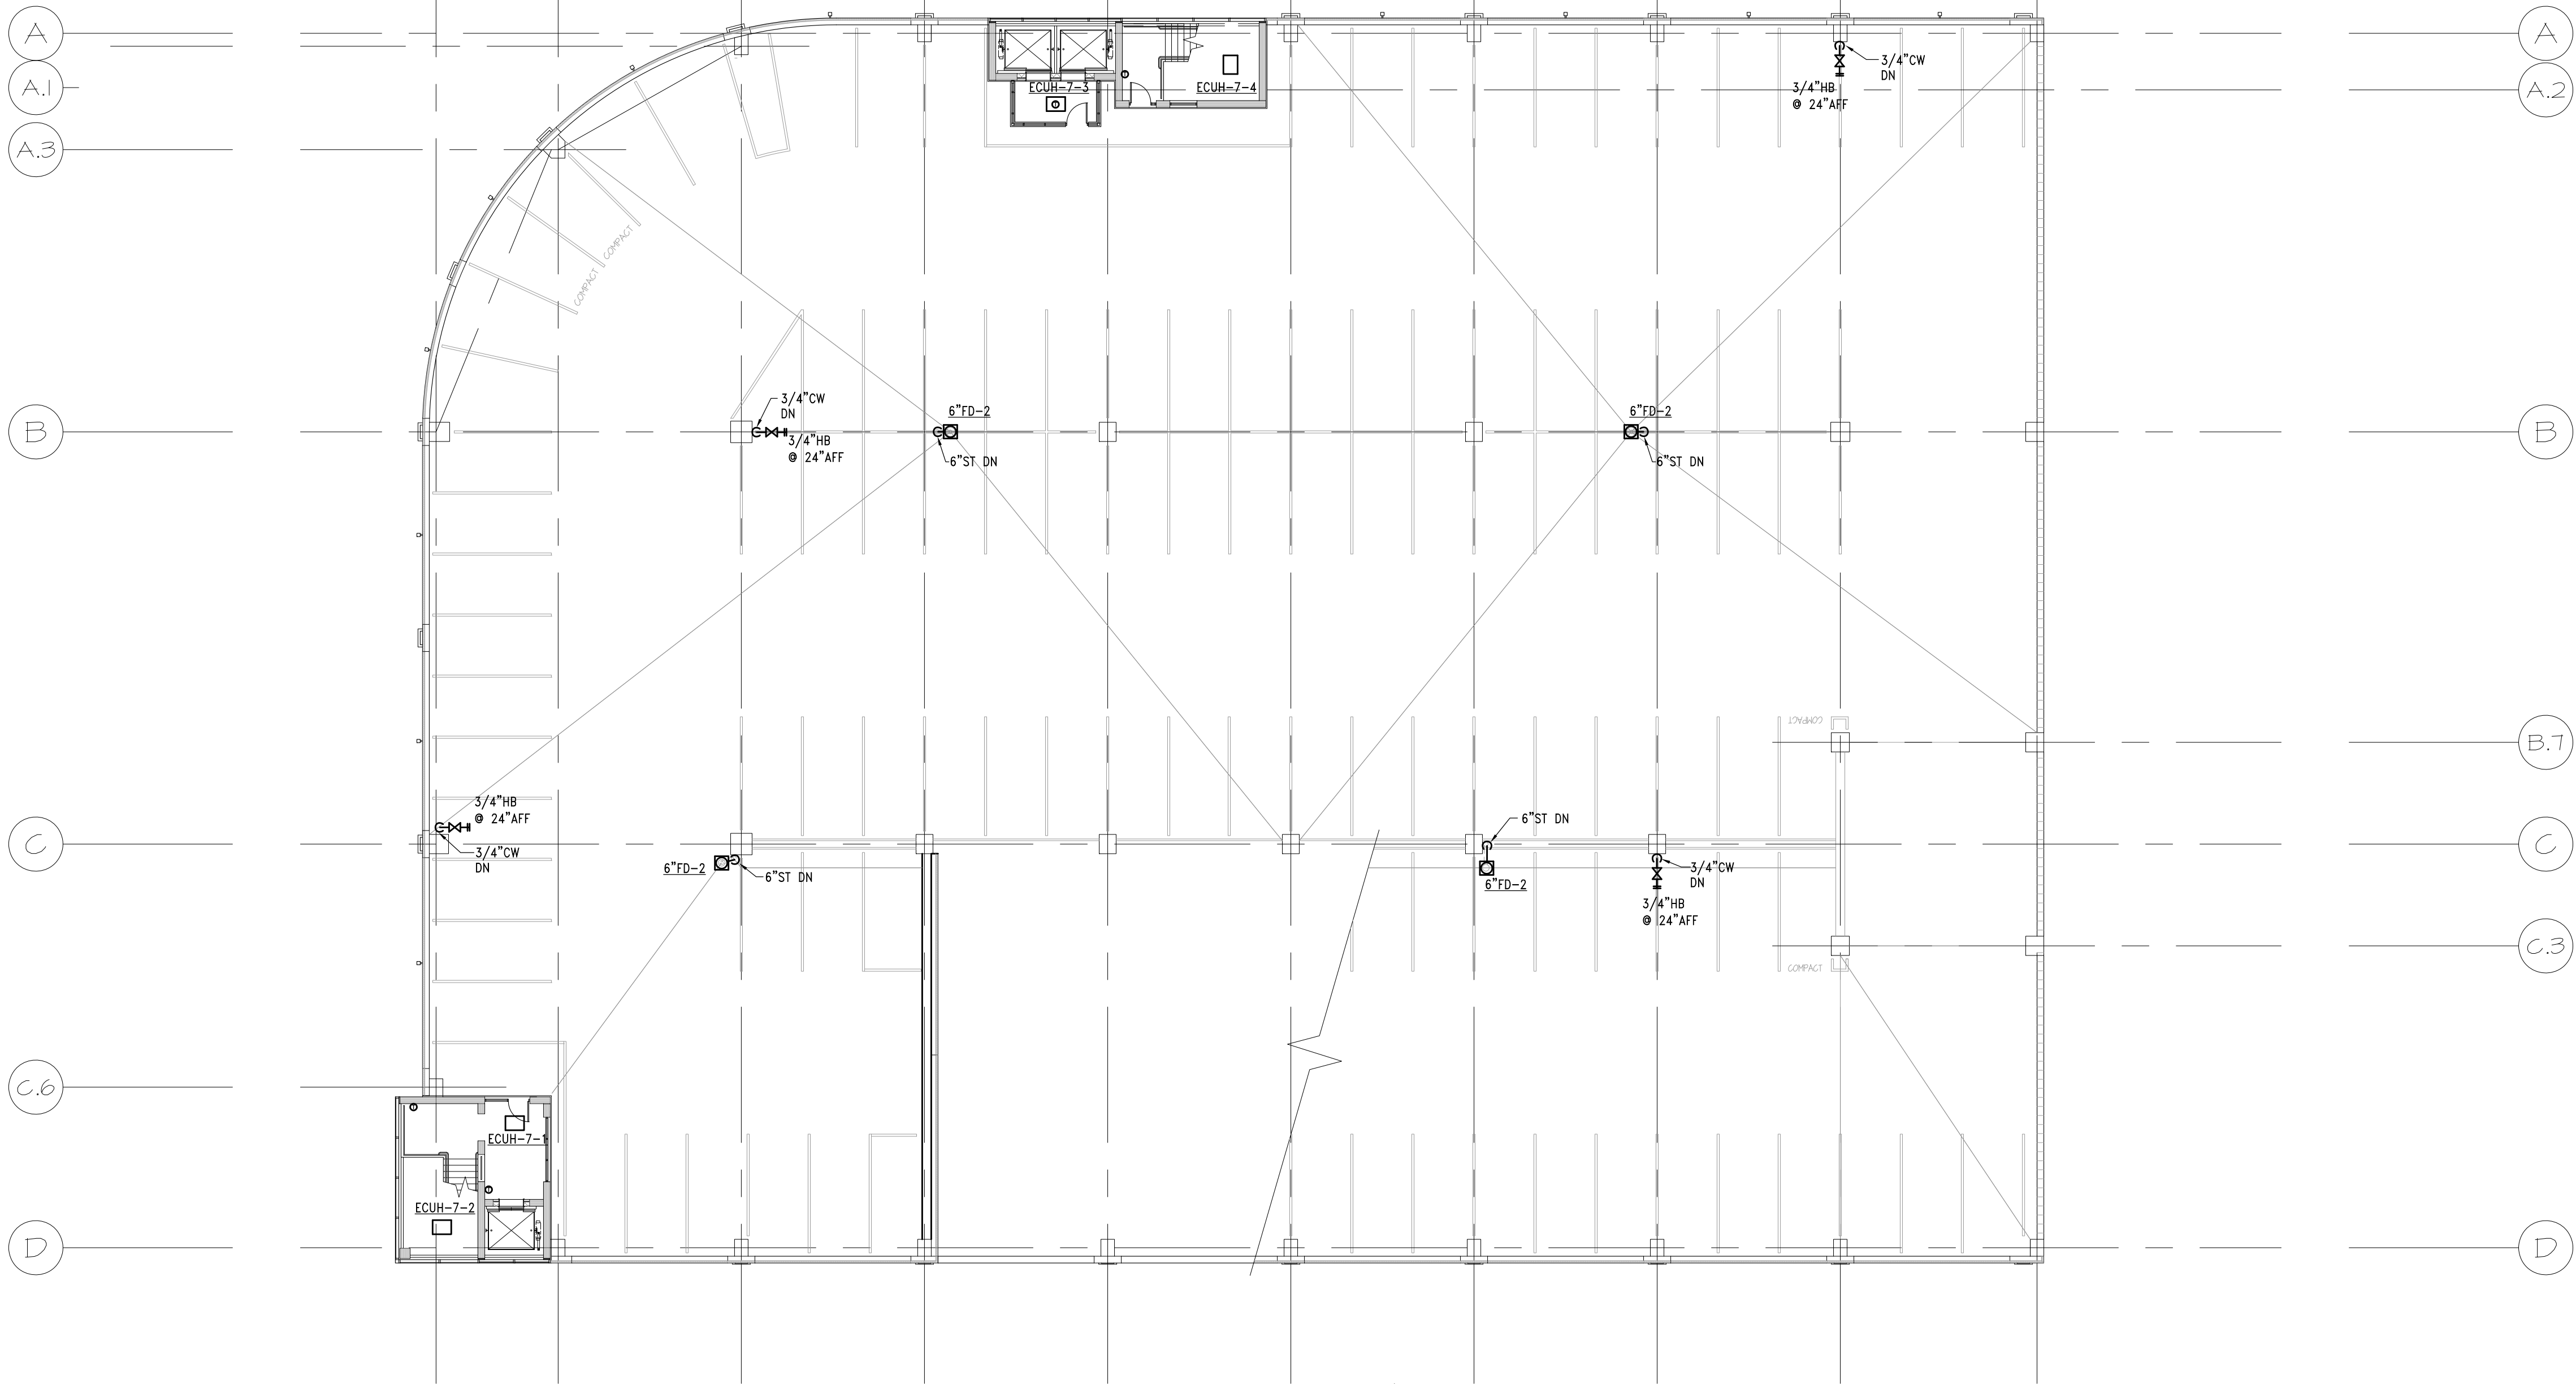 A
A
A.1
A.2
A.3
ECUH-7-3
ECUH-7-4
3/4"CW
DN
3/4"HB
@ 24"AFF
COMPACT
COMPACT
B
B
3/4"CW
DN
3/4"HB
@ 24"AFF
6"FD-2
6"ST DN
6"FD-2
6"ST DN
COMPACT
B.7
3/4"HB
@ 24"AFF
3/4"CW
DN
C
C
6"FD-2
6"ST DN
6"ST DN
6"FD-2
3/4"CW
DN
3/4"HB
@ 24"AFF
COMPACT
C.3
C.6
ECUH-7-1
ECUH-7-2
D
D